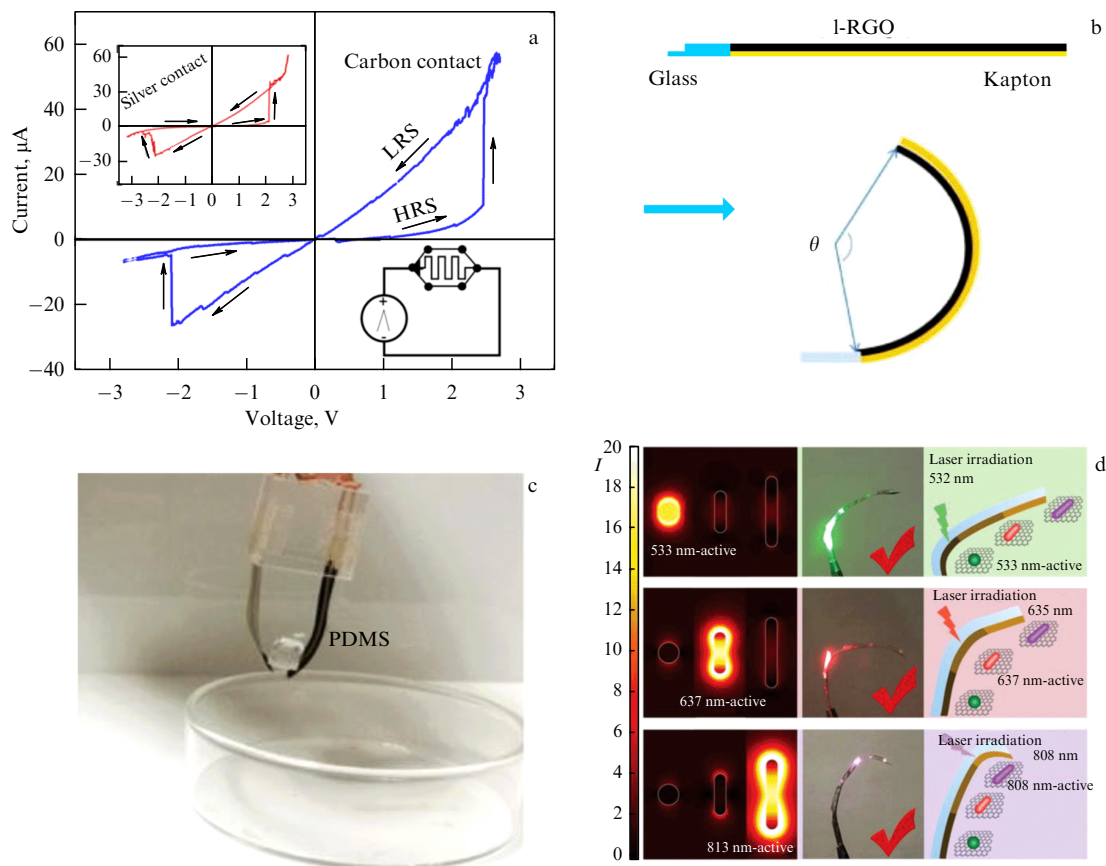 a
Current, μA
60
40
20
0
−20
−40
−3
−2
−1
0
1
2
3
Voltage, V
Carbon contact
LRS
HRS
+
-
60
30
0
−30
−3
−2
−1
0
1
2
3
Silver contact
b
l-RGO
Glass
Kapton
θ
c
PDMS
d
I
20
18
16
14
12
10
8
6
4
2
0
533 nm-active
Laser irradiation
532 nm
533 nm-active
637 nm-active
Laser irradiation
635 nm
637 nm-active
813 nm-active
Laser irradiation
808 nm
808 nm-active